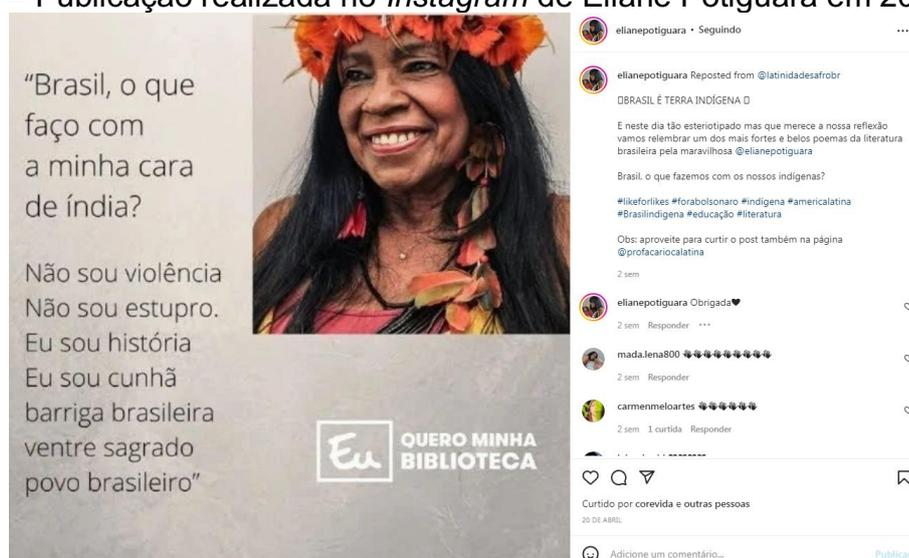 Publicação realizada no Instagram de Eliane Potiguara em 20
“Brasil, o que
faço com
a minha cara
de índia?
Não sou violência
Não sou estupro.
Eu sou história
Eu sou cunhã
barriga brasileira
ventre sagrado
povo brasileiro”
Eu
QUERO MINHA
BIBLIOTECA
elianepotiguara • Seguindo
elianepotiguara Reposted from @latinidadesafrobr
BRASIL É TERRA INDÍGENA
E neste dia tão esteriotipado mas que merece a nossa reflexão
vamos relembrar um dos mais fortes e belos poemas da literatura
brasileira pela maravilhosa @elianepotiguara
Brasil, o que fazemos com os nossos indígenas?
#likeforlikes #forabolsonaro #indígena #americalatina
#Brasilindigena #educação #literatura
Obs: aproveite para curtir o post também na página
@profacariocalatina
2 sem
elianepotiguara Obrigada🖤
2 sem Responder
mada.lena800
2 sem Responder
carmenmeloartes
2 sem 1 curtida Responder
Curtido por corevida e outras pessoas
20 DE ABRIL
Adicione um comentário...
Publica